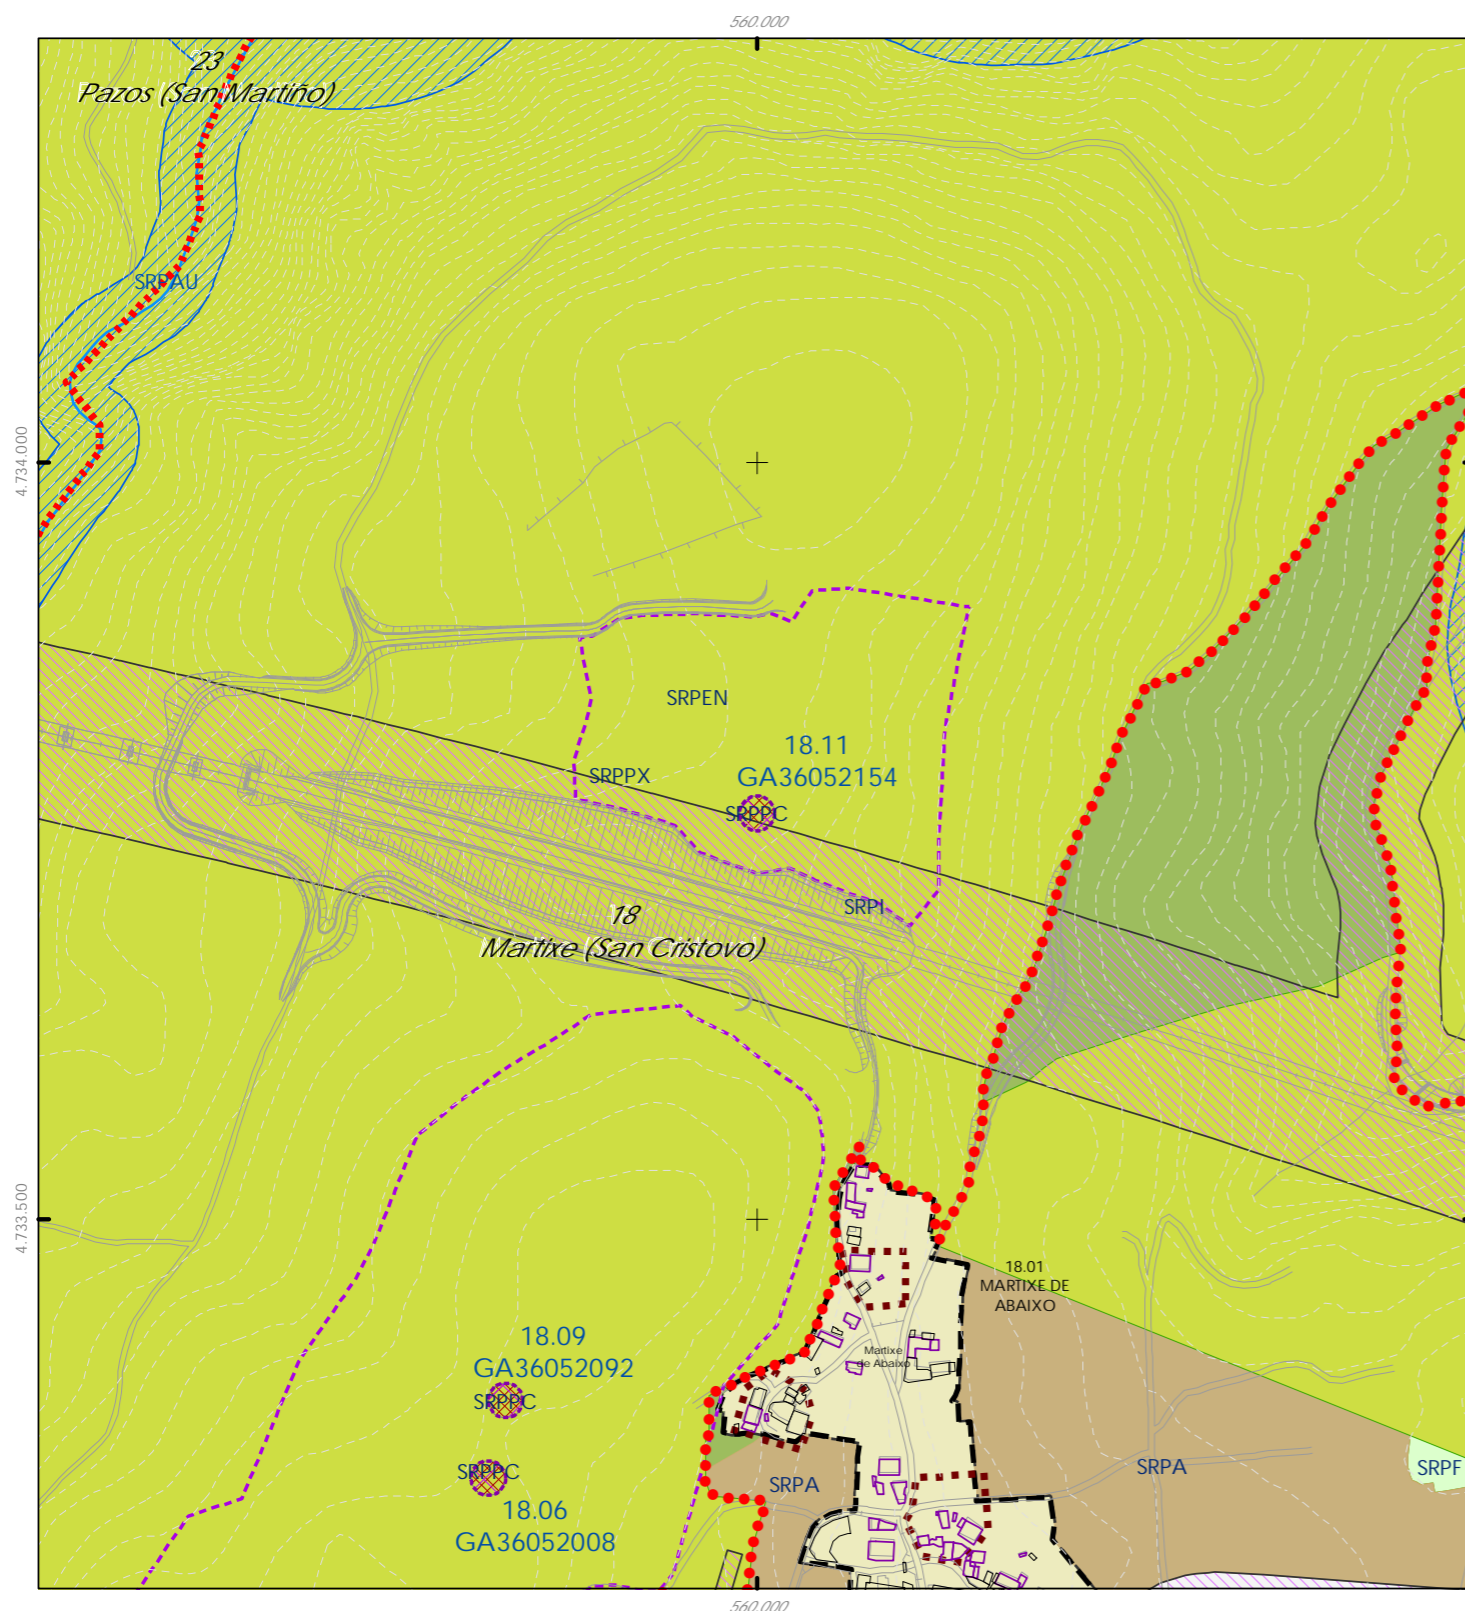 560.000
23
Pazos (San Martiño)
SRPAU
4.734.000
SRPEN
18.11
GA36052154
SRPPX
SRPPC
SRPI
18
Martixe (San Cristovo)
4.733.500
18.01
MARTIXE DE
ABAIXO
18.09
GA36052092
Martixe
de Abaixo
SRPPC
SRPPC
SRPA
SRPA
SRPF
18.06
GA36052008
560.000